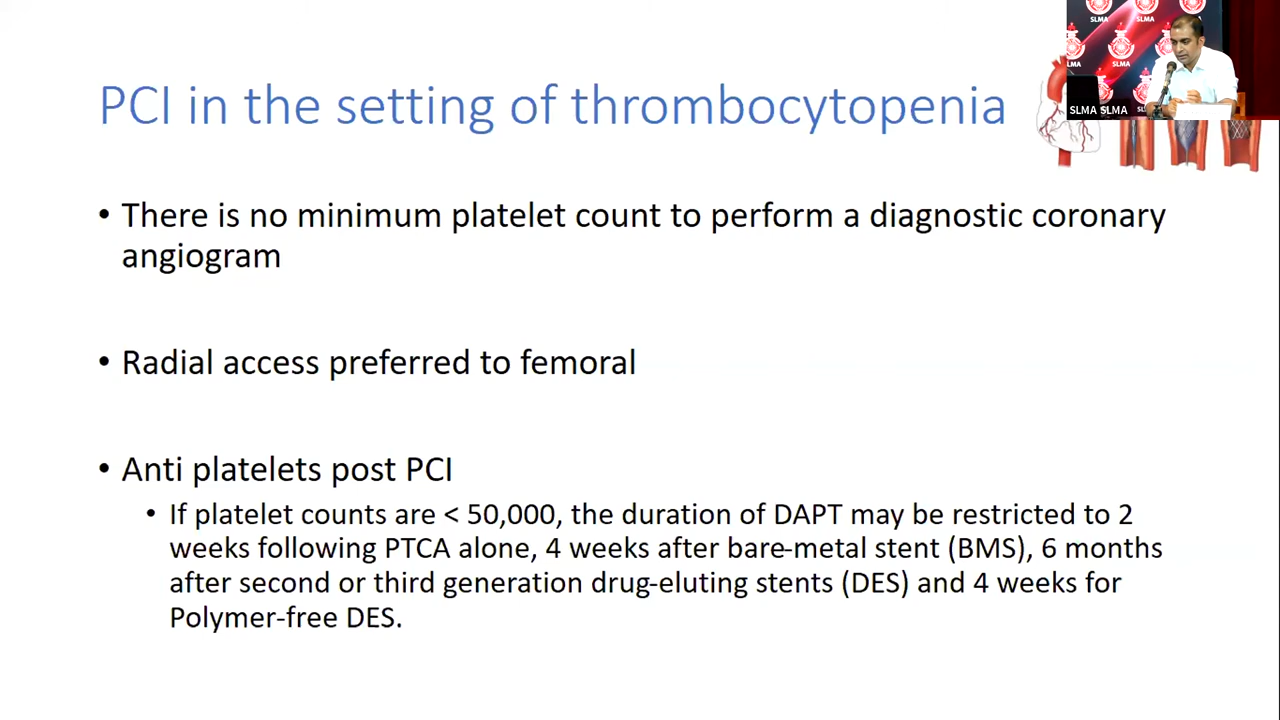 SLMA
SLMA
SLMA
SLMA SLMA
PCI in the setting of thrombocytopenia
• There is no minimum platelet count to perform a diagnostic coronary
angiogram
• Radial access preferred to femoral
• Anti platelets post PCI
• If platelet counts are < 50,000, the duration of DAPT may be restricted to 2
weeks following PTCA alone, 4 weeks after bare-metal stent (BMS), 6 months
after second or third generation drug-eluting stents (DES) and 4 weeks for
Polymer-free DES.